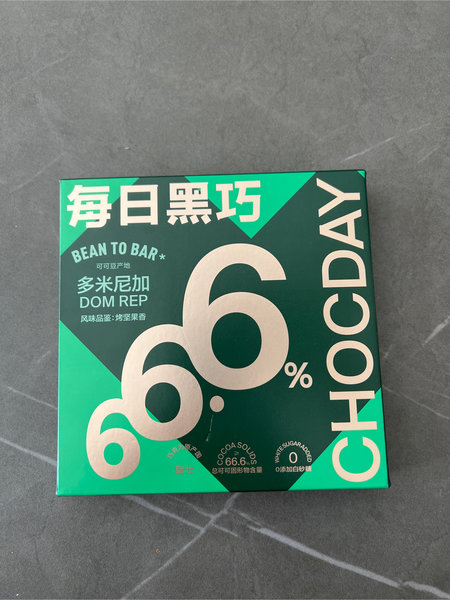 每日黑巧
BEAN TO BAR*
可可豆产地
多米尼加
DOM REP
风味品鉴:烤坚果香
66.6%
CHOCDAY
瑞士
COCOA SOLIDS
≥
66.6%
总可可固形物含量
WHITE SUGAR ADDED
0
0添加白砂糖